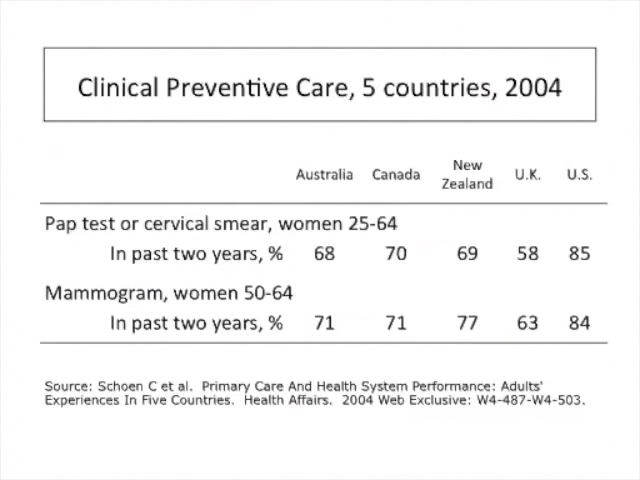 Clinical Preventive Care, 5 countries, 2004
Australia Canada New Zealand U.K. U.S.
Pap test or cervical smear, women 25-64
In past two years, % 68 70 69 58 85
Mammogram, women 50-64
In past two years, % 71 71 77 63 84
Source: Schoen C et al. Primary Care And Health System Performance: Adults'
Experiences In Five Countries. Health Affairs. 2004 Web Exclusive: W4-487-W4-503.